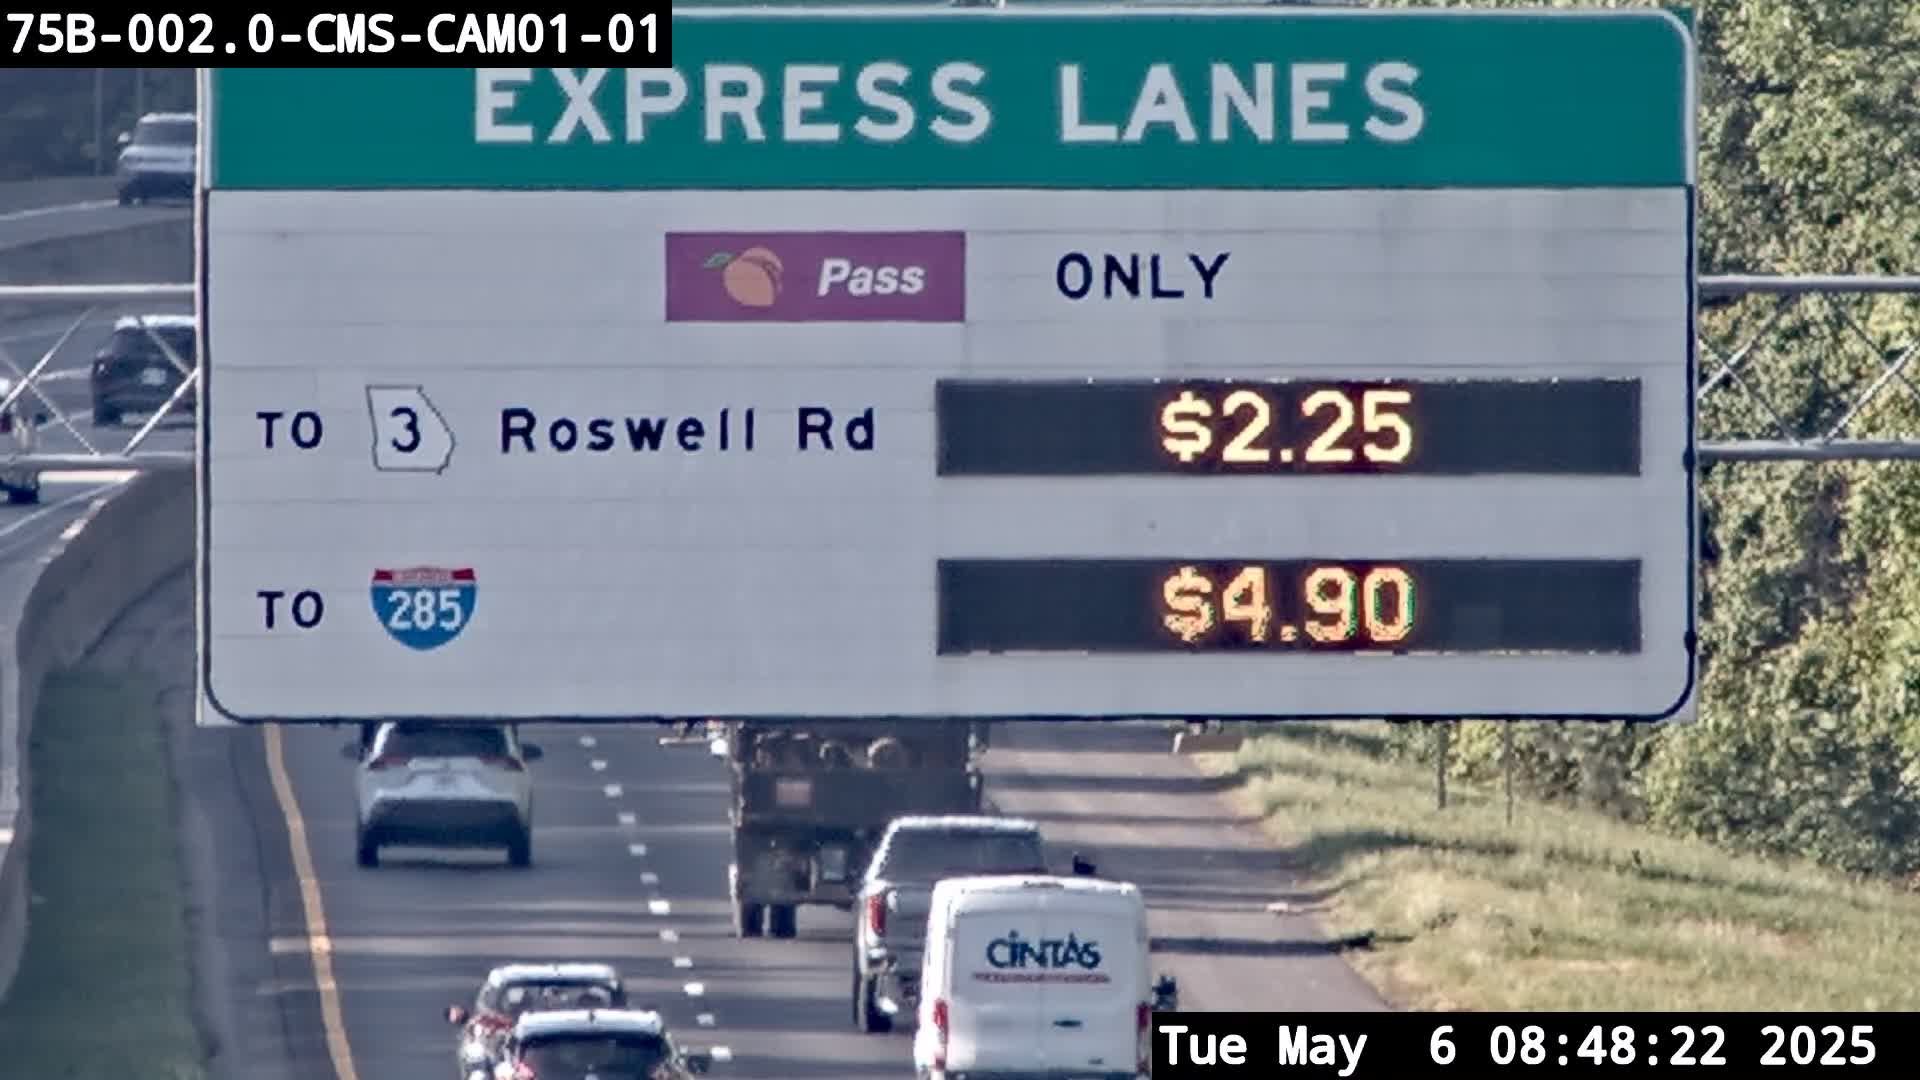 75B-002.0-CMS-CAM01-01
EXPRESS LANES
Pass ONLY
TO 3 Roswell Rd $2.25
TO 285 $4.90
CINTAS
Tue May 6 08:48:22 2025